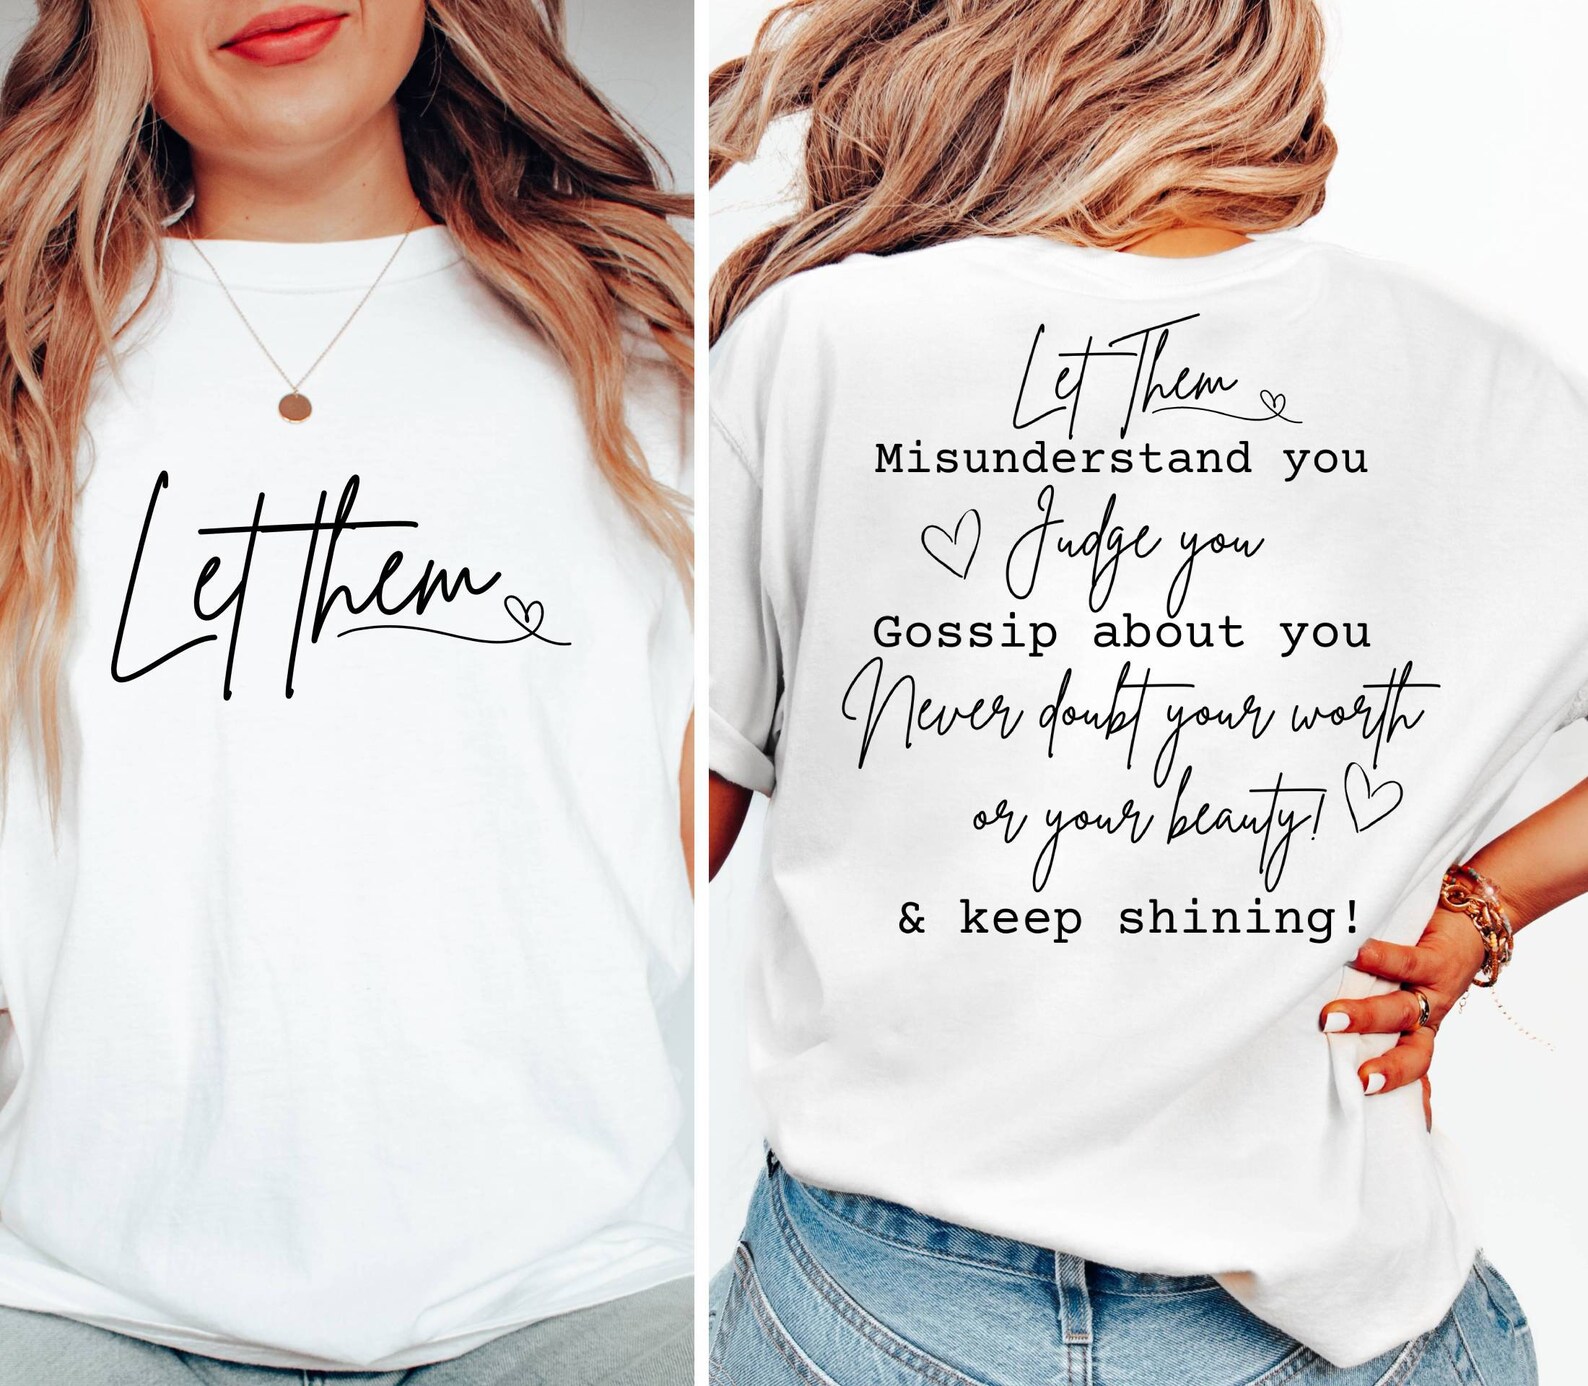 Let them
Let Them
Misunderstand you
Judge you
Gossip about you
Never doubt your worth
or your beauty!
& keep shining!